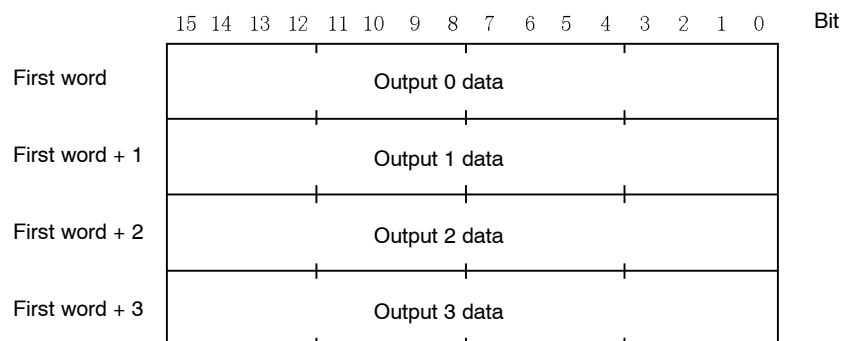 15 14 13 12 11 10 9 8 7 6 5 4 3 2 1 0 Bit
First word Output 0 data
First word + 1 Output 1 data
First word + 2 Output 2 data
First word + 3 Output 3 data